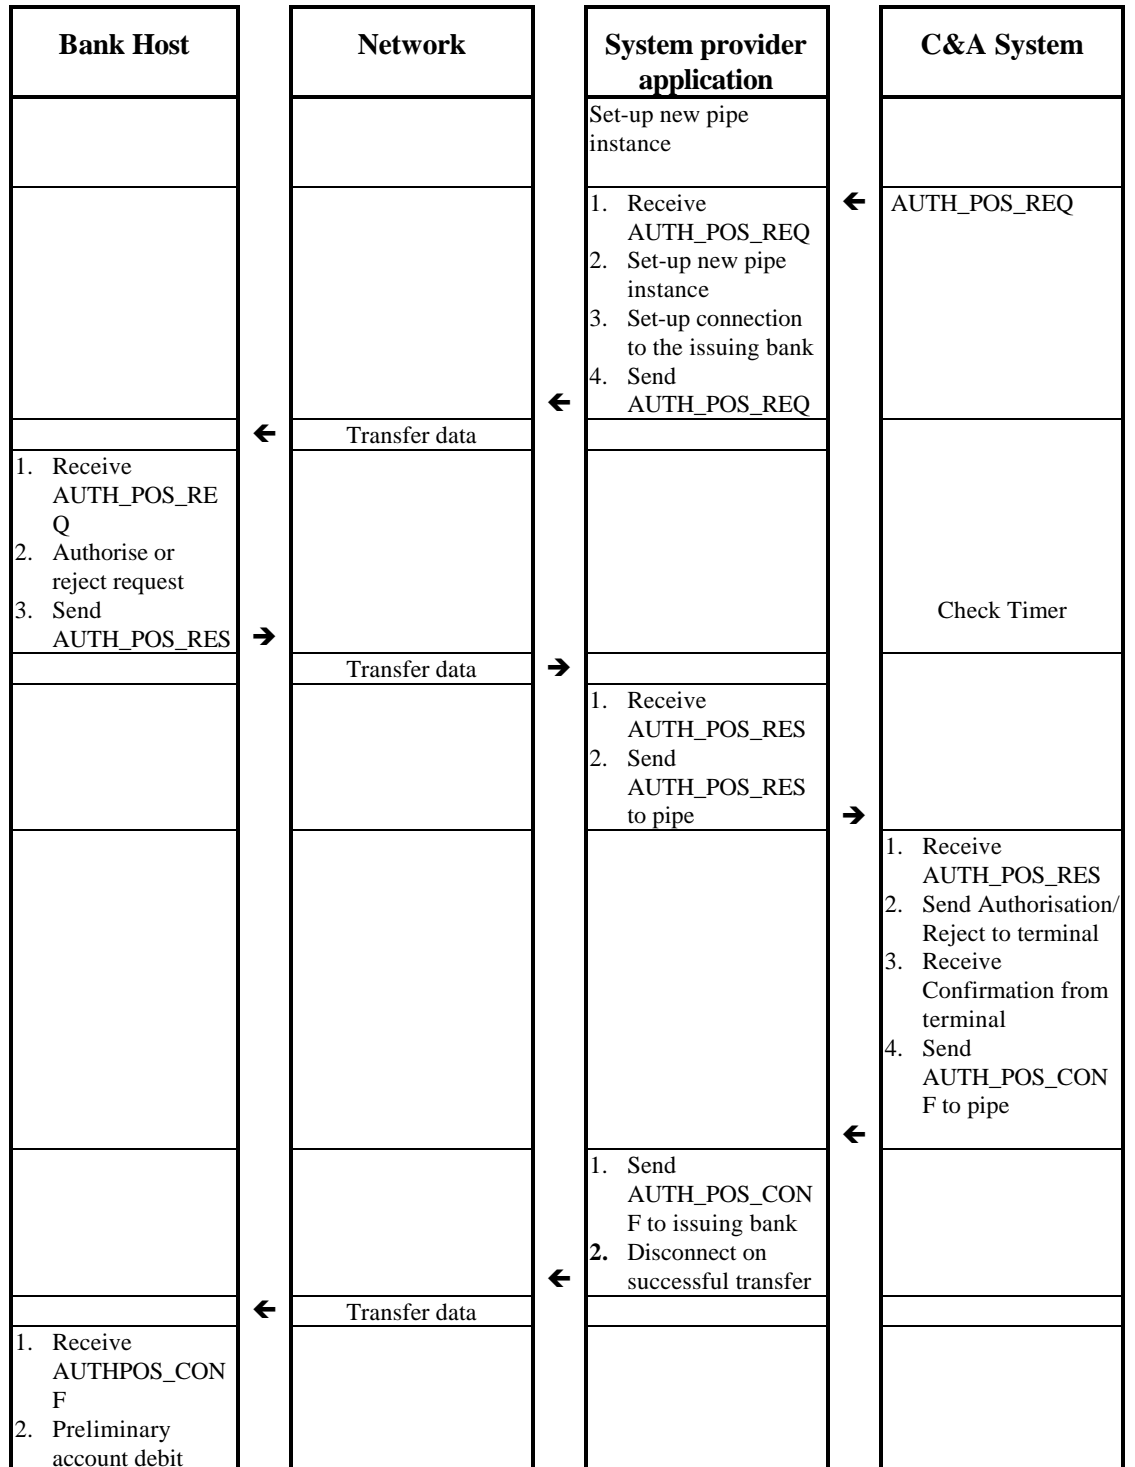 Bank Host
Network
System provider
application
C&A System
Set-up new pipe
instance
1. Receive
AUTH_POS_REQ
2. Set-up new pipe
instance
3. Set-up connection
to the issuing bank
4. Send
AUTH_POS_REQ
🡸
AUTH_POS_REQ
🡸
🡸
Transfer data
1. Receive
AUTH_POS_RE
Q
2. Authorise or
reject request
3. Send
AUTH_POS_RES
🡺
Check Timer
Transfer data
🡺
1. Receive
AUTH_POS_RES
2. Send
AUTH_POS_RES
to pipe
🡺
1. Receive
AUTH_POS_RES
2. Send Authorisation/
Reject to terminal
3. Receive
Confirmation from
terminal
4. Send
AUTH_POS_CON
F to pipe
🡸
1. Send
AUTH_POS_CON
F to issuing bank
2. Disconnect on
successful transfer
🡸
🡸
Transfer data
1. Receive
AUTHPOS_CON
F
2. Preliminary
account debit